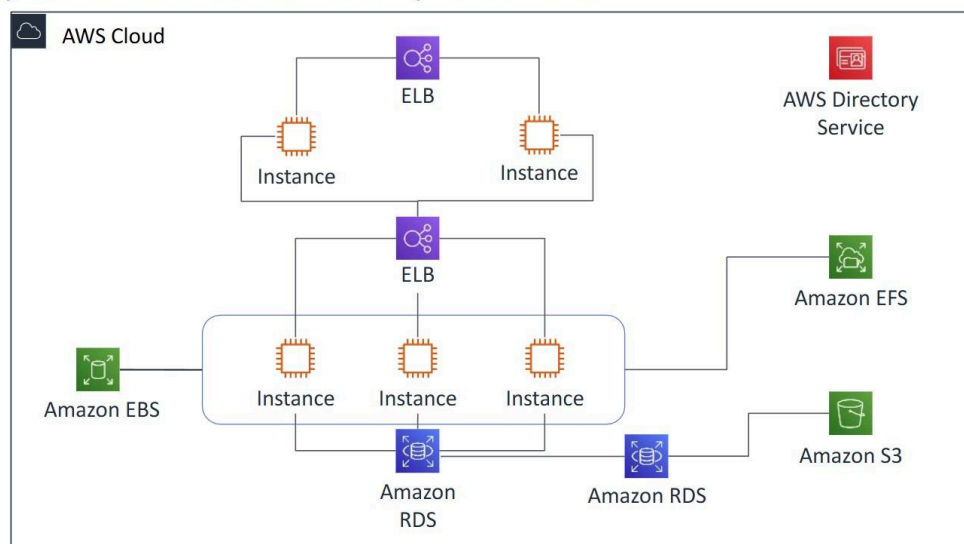 AWS Cloud
ELB
AWS Directory
Service
Instance
Instance
ELB
Amazon EFS
Instance
Instance
Instance
Amazon EBS
Amazon S3
Amazon
RDS
Amazon RDS